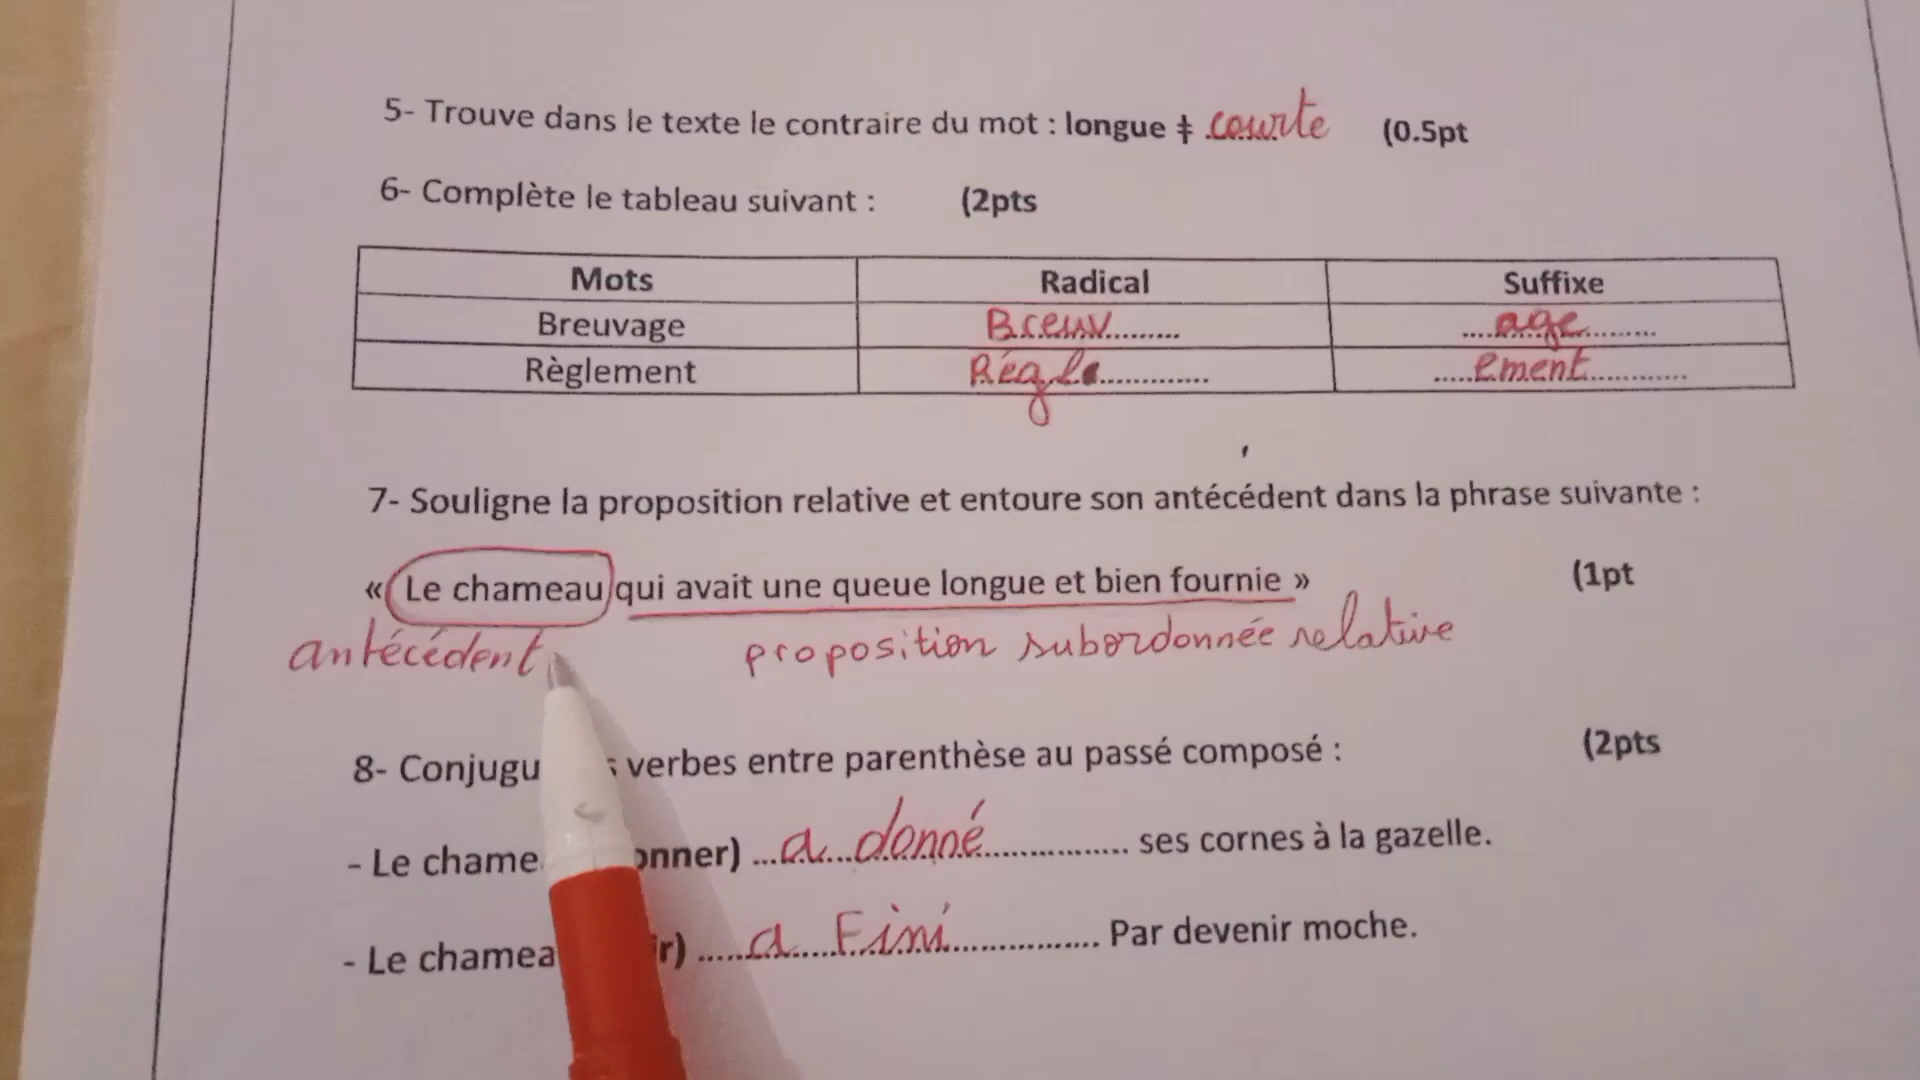 5- Trouve dans le texte le contraire du mot : longue ǂ courte (0.5pt
6- Complète le tableau suivant : (2pts
Mots Radical Suffixe
Breuvage Breuv......... ....age.........
Règlement Régle............. .....ement.............
7- Souligne la proposition relative et entoure son antécédent dans la phrase suivante :
« Le chameau qui avait une queue longue et bien fournie » (1pt
antécédent proposition subordonnée relative
8- Conjugu s verbes entre parenthèse au passé composé : (2pts
- Le chame onner) ...a...donné............... ses cornes à la gazelle.
- Le chamea ir) ......a...Fini............... Par devenir moche.